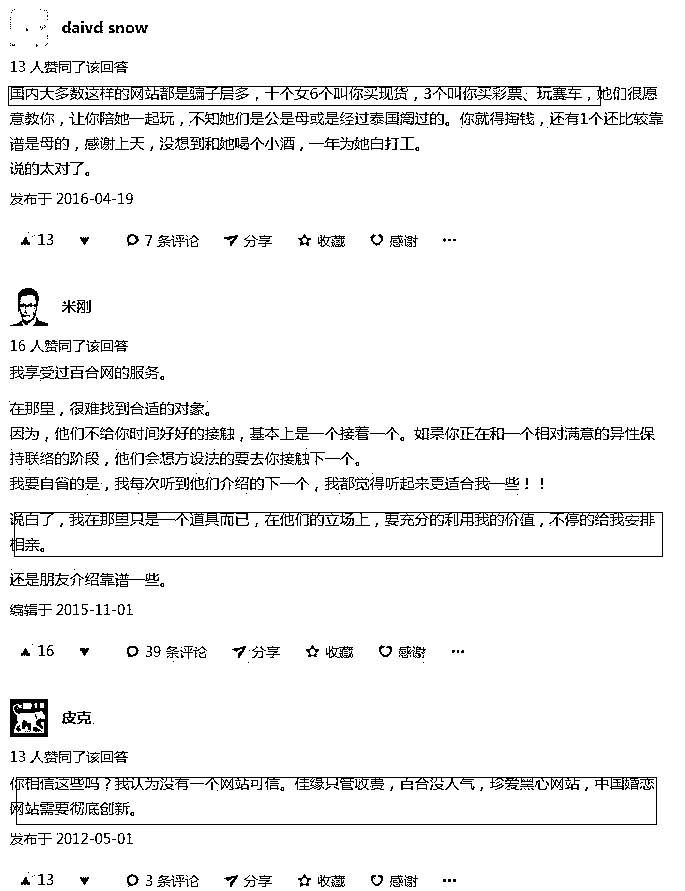 daivd snow
13 人赞同了该回答
国内大多数这样的网站都是骗子居多，十个女6个叫你买现货，3个叫你买彩票、玩赛车，她们很愿
意教你，让你陪她一起玩，不知她们是公是母或是经过泰国阉过的。你就得掏钱，还有1个还比较靠
谱是母的，感谢上天，没想到和她喝个小酒，一年为她白打工。
说的太对了。
发布于 2016-04-19
13 7 条评论 分享 收藏 感谢 ···
米刚
16 人赞同了该回答
我享受过百合网的服务。
在那里，很难找到合适的对象。
因为，他们不给你时间好好的接触，基本上是一个接着一个。如果你正在和一个相对满意的异性保
持联络的阶段，他们会想方设法的要去你接触下一个。
我要自省的是，我每次听到他们介绍的下一个，我都觉得听起来更适合我一些！！
说白了，我在那里只是一个道具而已，在他们的立场上，要充分的利用我的价值，不停的给我安排
相亲。
还是朋友介绍靠谱一些。
编辑于 2015-11-01
16 39 条评论 分享 收藏 感谢 ···
皮克
13 人赞同了该回答
你相信这些吗？我认为没有一个网站可信。佳缘只管收费，百合没人气，珍爱黑心网站，中国婚恋
网站需要彻底创新。
发布于 2012-05-01
13 3 条评论 分享 收藏 感谢 ···